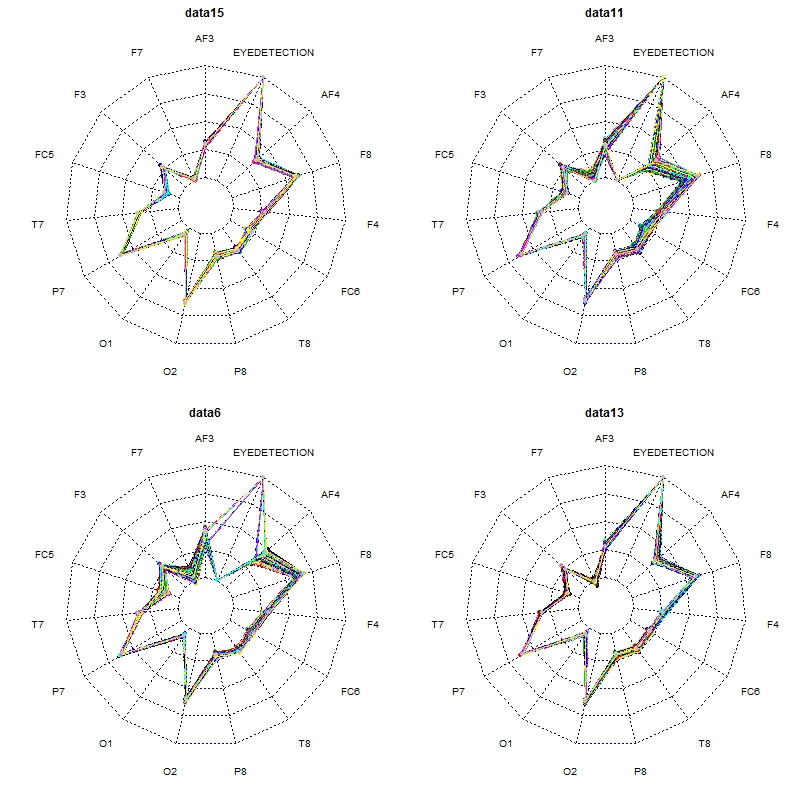 data15
AF3
F7
EYEDETECTION
F3
AF4
FC5
F8
T7
F4
P7
FC6
O1
T8
O2
P8
data11
AF3
F7
EYEDETECTION
F3
AF4
FC5
F8
T7
F4
P7
FC6
O1
T8
O2
P8
data6
AF3
F7
EYEDETECTION
F3
AF4
FC5
F8
T7
F4
P7
FC6
O1
T8
O2
P8
data13
AF3
F7
EYEDETECTION
F3
AF4
FC5
F8
T7
F4
P7
FC6
O1
T8
O2
P8